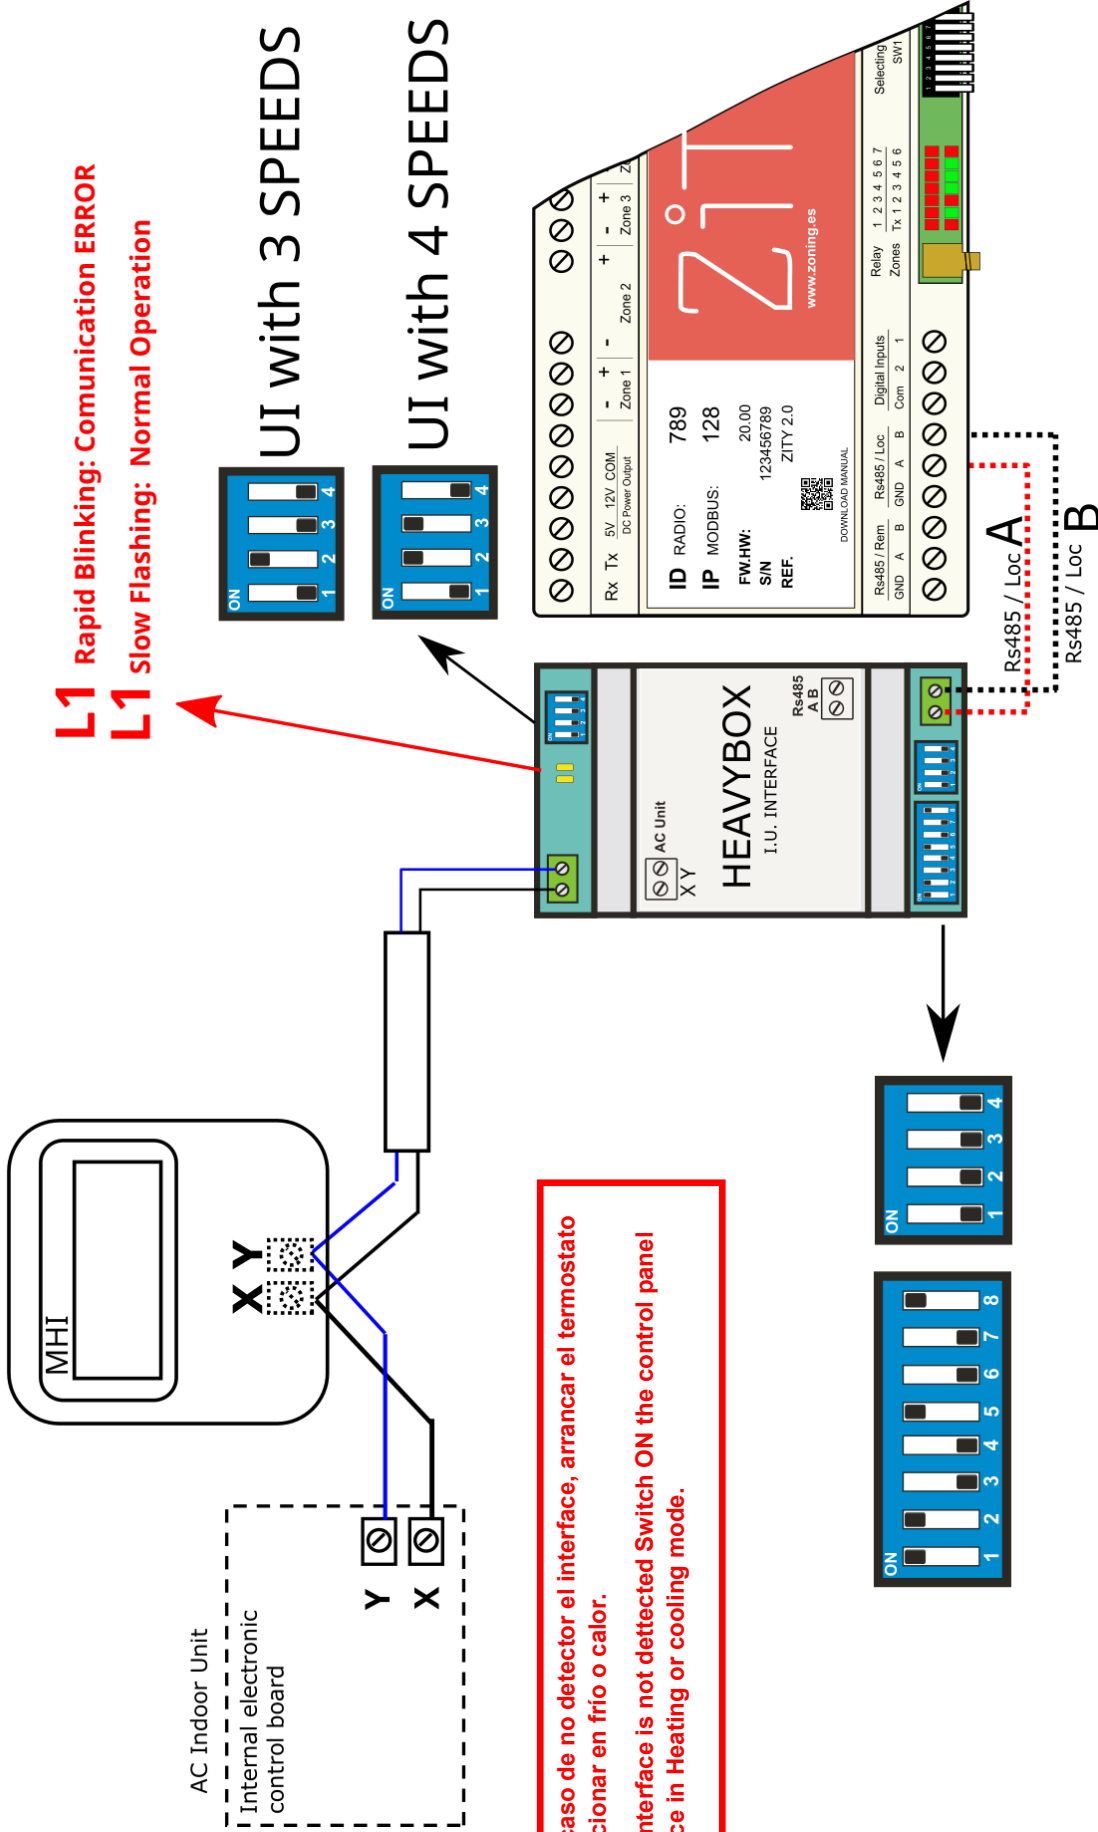 L1 Rapid Blinking: Comunication ERROR
L1 Slow Flashing: Normal Operation
UI with 3 SPEEDS
ON
1 2 3 4
UI with 4 SPEEDS
ON
1 2 3 4
MHI
X Y
AC Indoor Unit
Internal electronic
control board
Y
X
caso de no detector el interface, arrancar el termostato
cionar en frío o calor.
nterface is not dettected Switch ON the control panel
ce in Heating or cooling mode.
AC Unit
X Y
HEAVYBOX
I.U. INTERFACE
Rs485
A B
ON
1 2 3 4 5 6 7 8
ON
1 2 3 4
Rs485 / Loc A
Rs485 / Loc B
Rx Tx 5V 12V COM - + - + - +
DC Power Output Zone 1 Zone 2 Zone 3
ID RADIO: 789
IP MODBUS: 128
FW.HW: 20.00
S/N 123456789
REF. ZITY 2.0
DOWNLOAD MANUAL
ZiT
www.zoning.es
Rs485 / Rem Rs485 / Loc Digital Inputs
GND A B GND A B Com 2 1
Relay 1 2 3 4 5 6 7
Zones Tx 1 2 3 4 5 6
Selecting
SW1